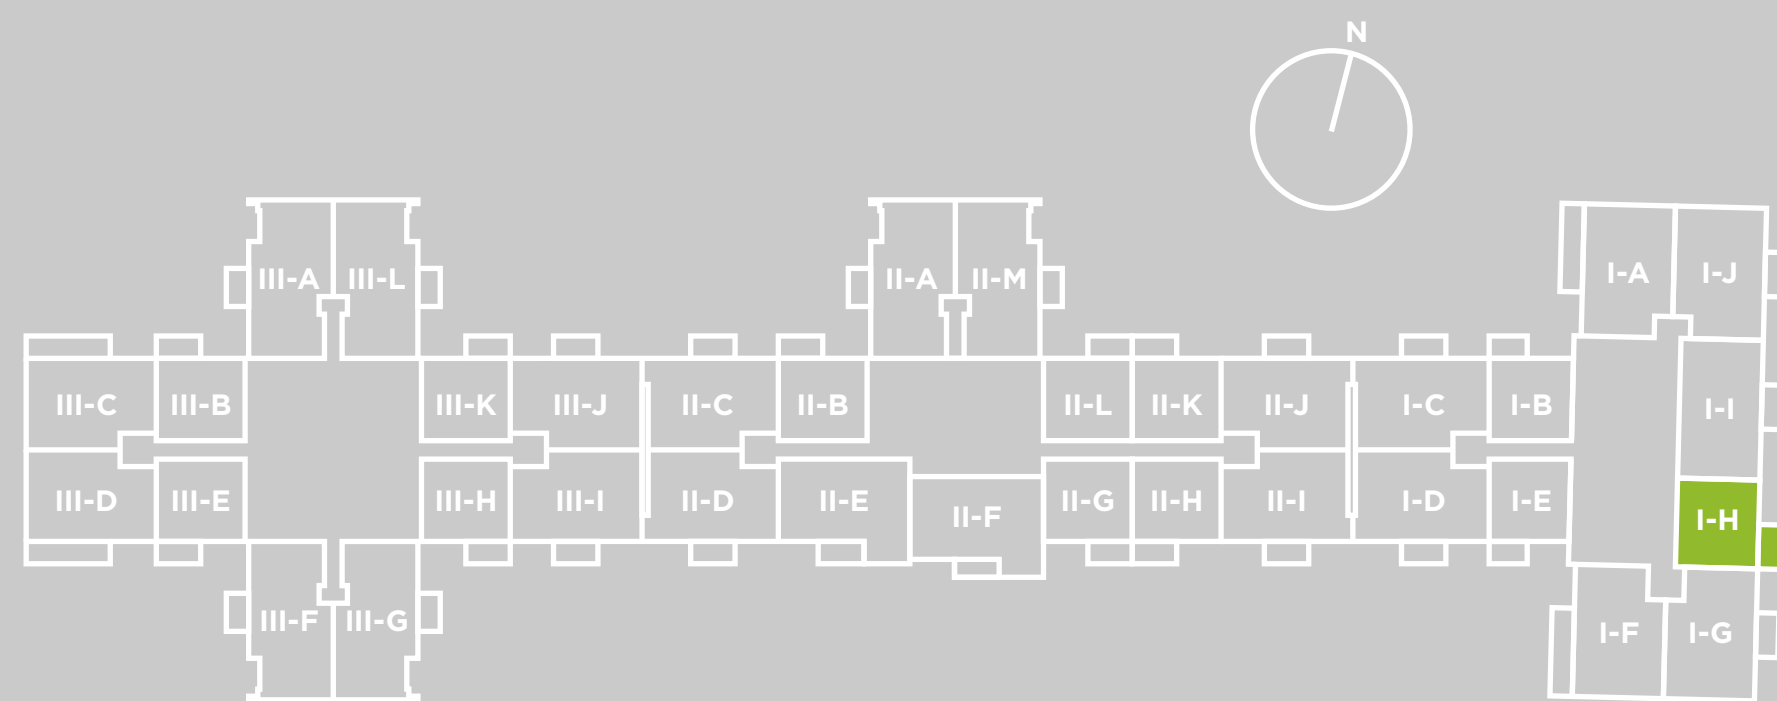 N
I-A I-J
III-A III-L II-A II-M
III-C III-B III-K III-J II-C II-B II-L II-K II-J I-C I-B I-I
III-D III-E III-H III-I II-D II-E II-F II-G II-H II-I I-D I-E I-H
III-F III-G I-F I-G